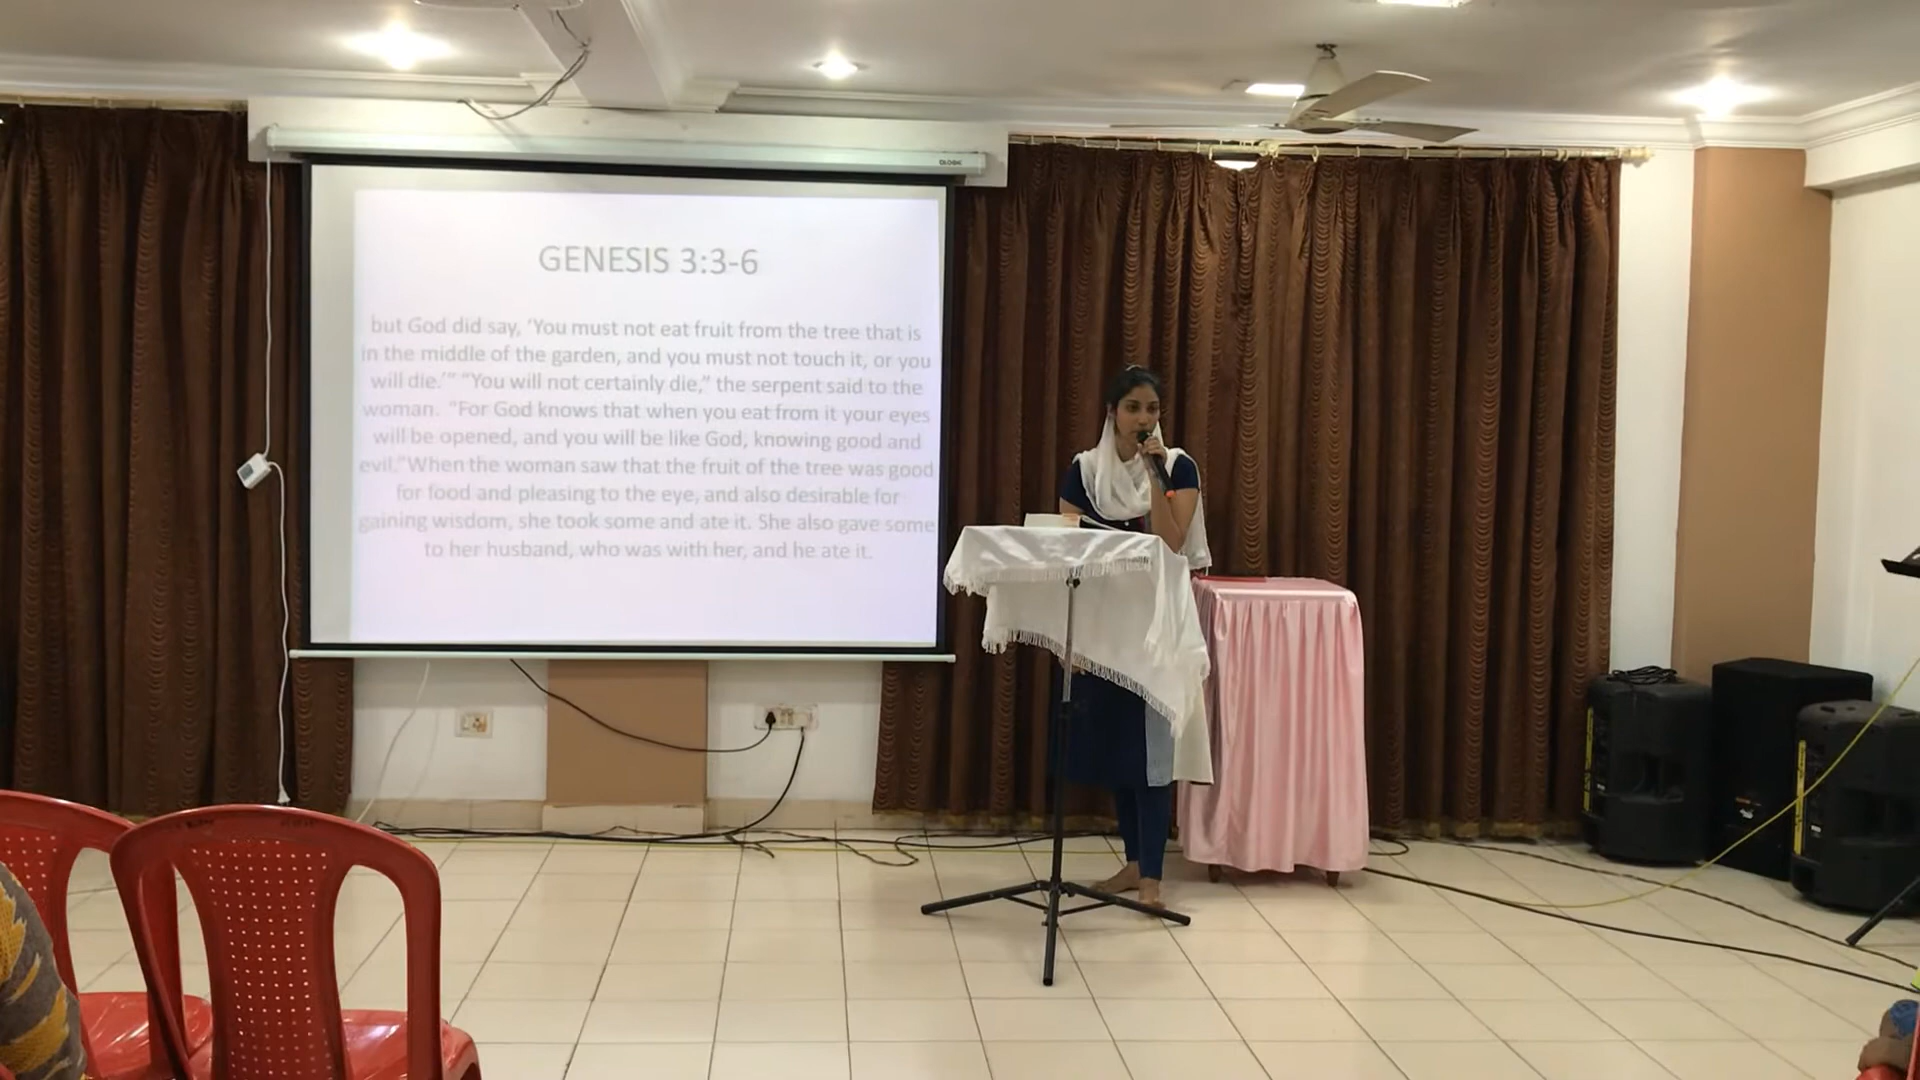 QLOGIC
GENESIS 3:3-6
but God did say, ‘You must not eat fruit from the tree that is
in the middle of the garden, and you must not touch it, or you
will die.’” “You will not certainly die,” the serpent said to the
woman. “For God knows that when you eat from it your eyes
will be opened, and you will be like God, knowing good and
evil.”When the woman saw that the fruit of the tree was good
for food and pleasing to the eye, and also desirable for
gaining wisdom, she took some and ate it. She also gave some
to her husband, who was with her, and he ate it.